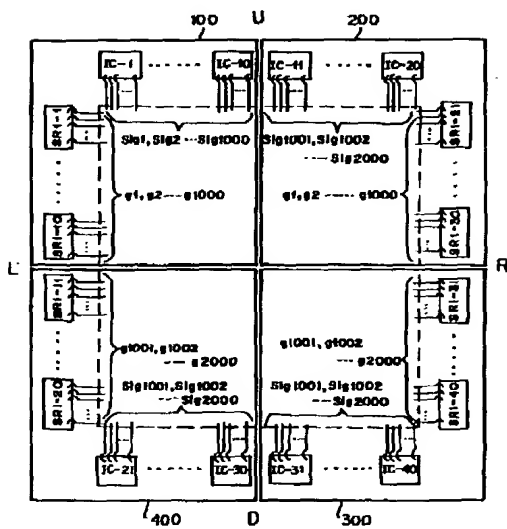 U
100
200
IC-1 ······ IC-10
IC-11 ······ IC-20
SR1-1
SR1-21
Sig1, Sig2 ---Sig1000
Sig1001, Sig1002
---Sig2000
g1, g2 ----g1000
g1, g2 ----g1000
SR1-10
SR1-30
L
R
SR1-11
SR1-31
g1001, g1002
---g2000
g1001, g1002
---g2000
SR1-20
SR1-40
Sig1001, Sig1002
---Sig2000
Sig1001, Sig1002
---Sig2000
IC-21 ······ IC-30
IC-31 ······ IC-40
400
D
300